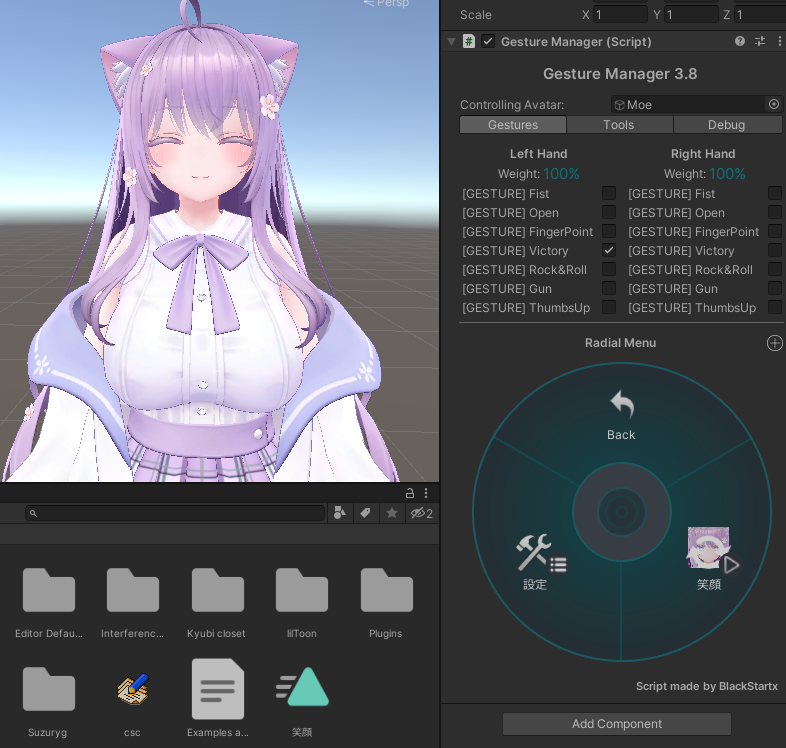 < Persp
Scale X 1 Y 1 Z 1
# Gesture Manager (Script)
Gesture Manager 3.8
Controlling Avatar: Moe
Gestures Tools Debug
Left Hand Right Hand
Weight: 100% Weight: 100%
[GESTURE] Fist [GESTURE] Fist
[GESTURE] Open [GESTURE] Open
[GESTURE] FingerPoint [GESTURE] FingerPoint
[GESTURE] Victory [GESTURE] Victory
[GESTURE] Rock&Roll [GESTURE] Rock&Roll
[GESTURE] Gun [GESTURE] Gun
[GESTURE] ThumbsUp [GESTURE] ThumbsUp
Radial Menu
Back
設定 笑顔
Script made by BlackStartx
Add Component
2
Editor Defau... Interferenc... Kyubi closet lilToon Plugins
Suzuryg csc Examples a... 笑顔